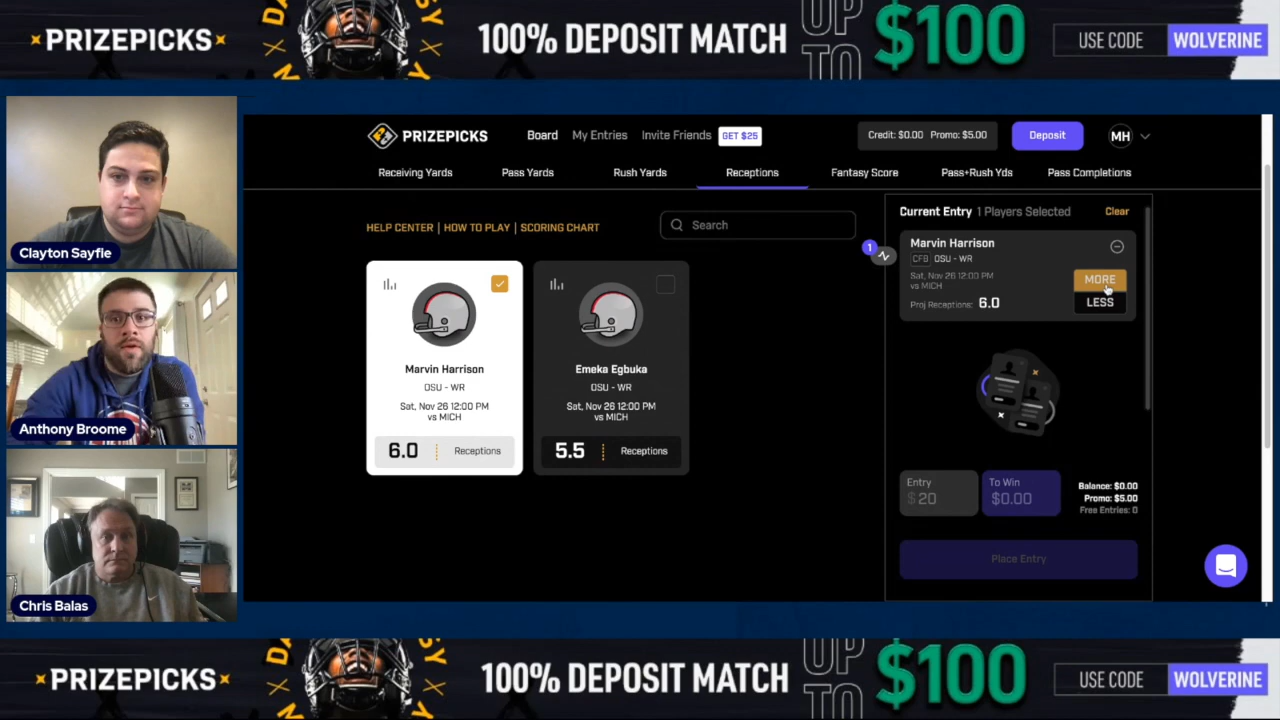 PRIZEPICKS
DA
SY
100% DEPOSIT MATCH
UP
TO
$100
USE CODE
WOLVERINE
Clayton Sayfie
Anthony Broome
Chris Balas
PRIZEPICKS
Board
My Entries
Invite Friends
GET $25
Credit: $0.00 Promo: $5.00
Deposit
MH
Receiving Yards
Pass Yards
Rush Yards
Receptions
Fantasy Score
Pass+Rush Yds
Pass Completions
HELP CENTER | HOW TO PLAY | SCORING CHART
Search
Marvin Harrison
OSU - WR
Sat, Nov 26 12:00 PM
vs MICH
6.0
Receptions
Emeka Egbuka
OSU - WR
Sat, Nov 26 12:00 PM
vs MICH
5.5
Receptions
1
Current Entry 1 Players Selected
Clear
Marvin Harrison
CFB OSU - WR
Sat, Nov 26 12:00 PM
vs MICH
Proj Receptions: 6.0
MORE
LESS
Entry
$20
To Win
$0.00
Balance: $0.00
Promo: $5.00
Free Entries: 0
Place Entry
PRIZEPICKS
DA
SY
100% DEPOSIT MATCH
UP
TO
$100
USE CODE
WOLVERINE